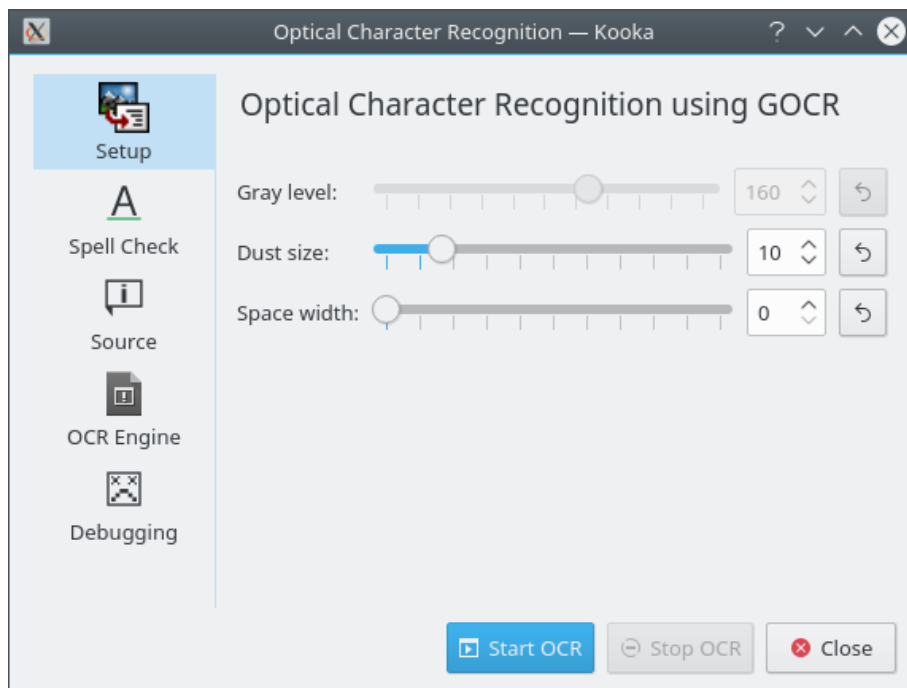 Optical Character Recognition — Kooka
Setup
Spell Check
Source
OCR Engine
Debugging
Optical Character Recognition using GOCR
Gray level: 160
Dust size: 10
Space width: 0
Start OCR Stop OCR Close